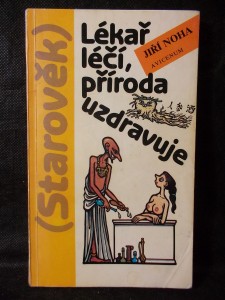 (Starověk)
Lékař
léčí,
příroda
uzdravuje
JIŘÍ NOHA
AVICENUM